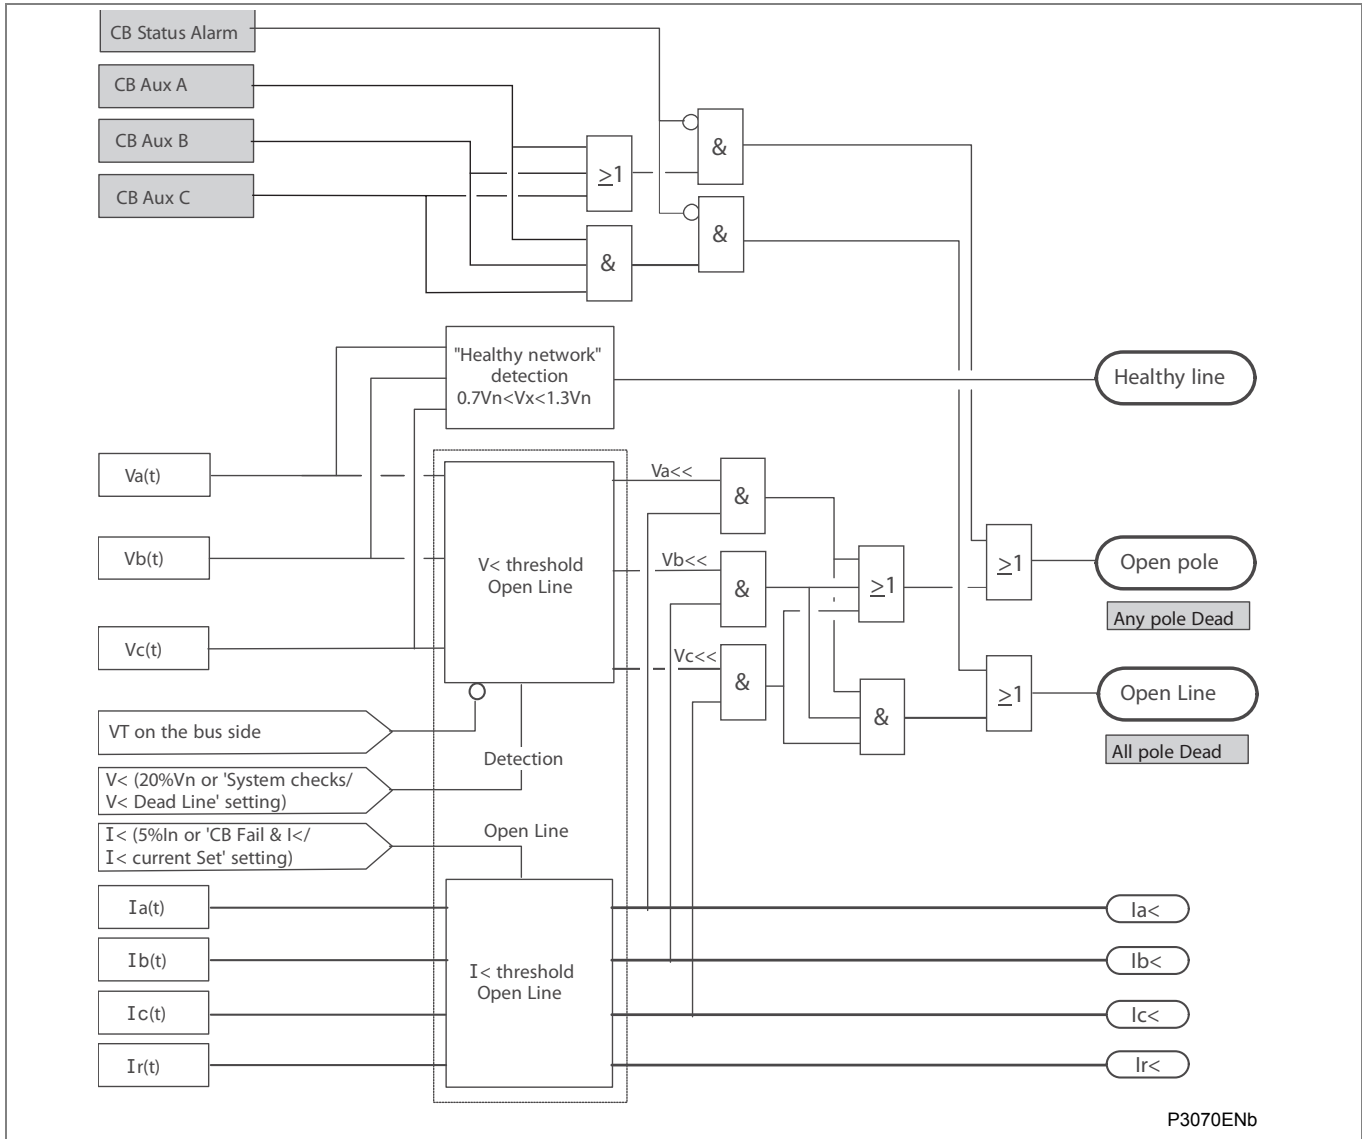 CB Status Alarm
CB Aux A
CB Aux B
CB Aux C
≥1
&
&
&
"Healthy network"
detection
0.7Vn<Vx<1.3Vn
Healthy line
Va(t)
Vb(t)
Vc(t)
V< threshold
Open Line
Va<<
Vb<<
Vc<<
&
&
&
≥1
&
≥1
Open pole
Any pole Dead
≥1
Open Line
All pole Dead
VT on the bus side
V< (20%Vn or 'System checks/
V< Dead Line' setting)
I< (5%In or 'CB Fail & I</
I< current Set' setting)
Detection
Open Line
Ia(t)
Ib(t)
Ic(t)
Ir(t)
I< threshold
Open Line
Ia<
Ib<
Ic<
Ir<
P3070ENb